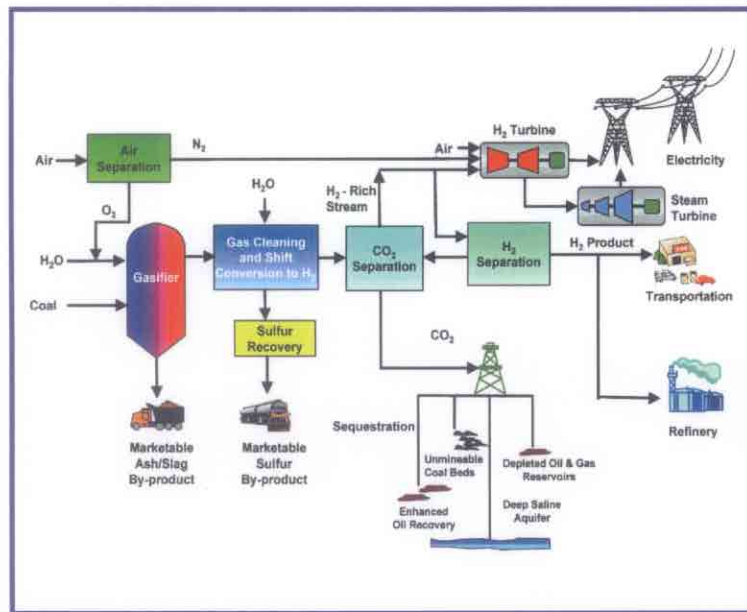 Air
Air
Separation
N₂
Air
H₂ Turbine
Electricity
O₂
H₂O
H₂ - Rich
Stream
Steam
Turbine
H₂O
Gasifier
Gas Cleaning
and Shift
Conversion to H₂
CO₂
Separation
H₂
Separation
H₂ Product
Transportation
Coal
Sulfur
Recovery
CO₂
Refinery
Marketable
Ash/Slag
By-product
Marketable
Sulfur
By-product
Sequestration
Unmineable
Coal Beds
Depleted Oil & Gas
Reservoirs
Enhanced
Oil Recovery
Deep Saline
Aquifer